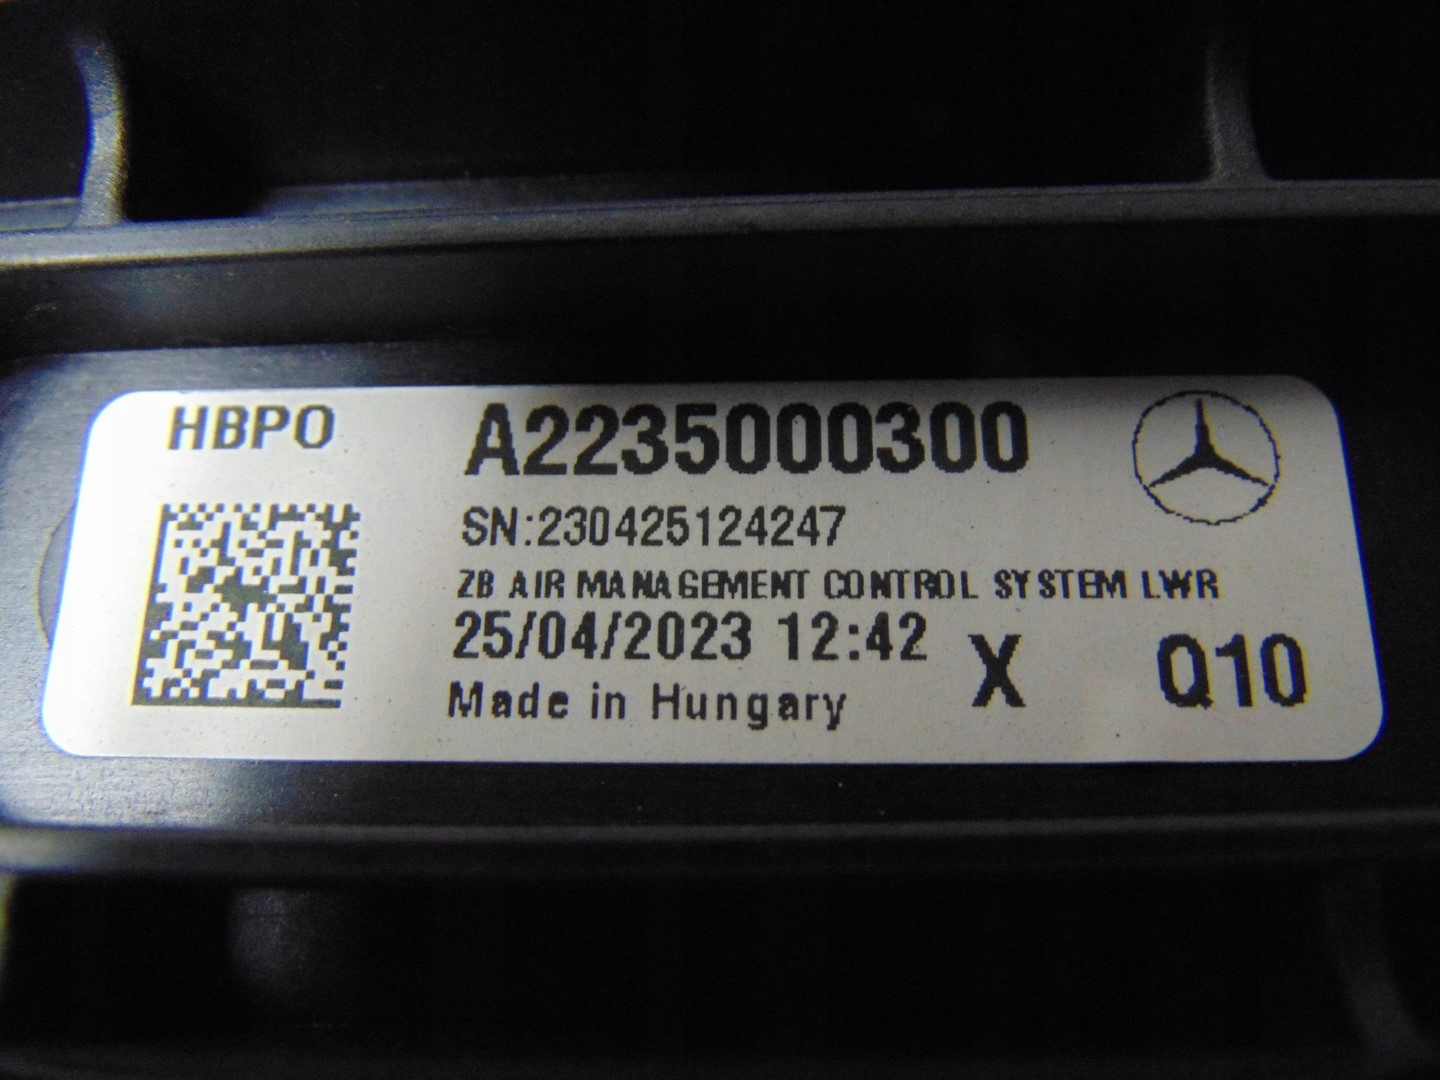 HBPO
A2235000300
SN:230425124247
ZB AIR MANAGEMENT CONTROL SYSTEM LWR
25/04/2023 12:42 X Q10
Made in Hungary